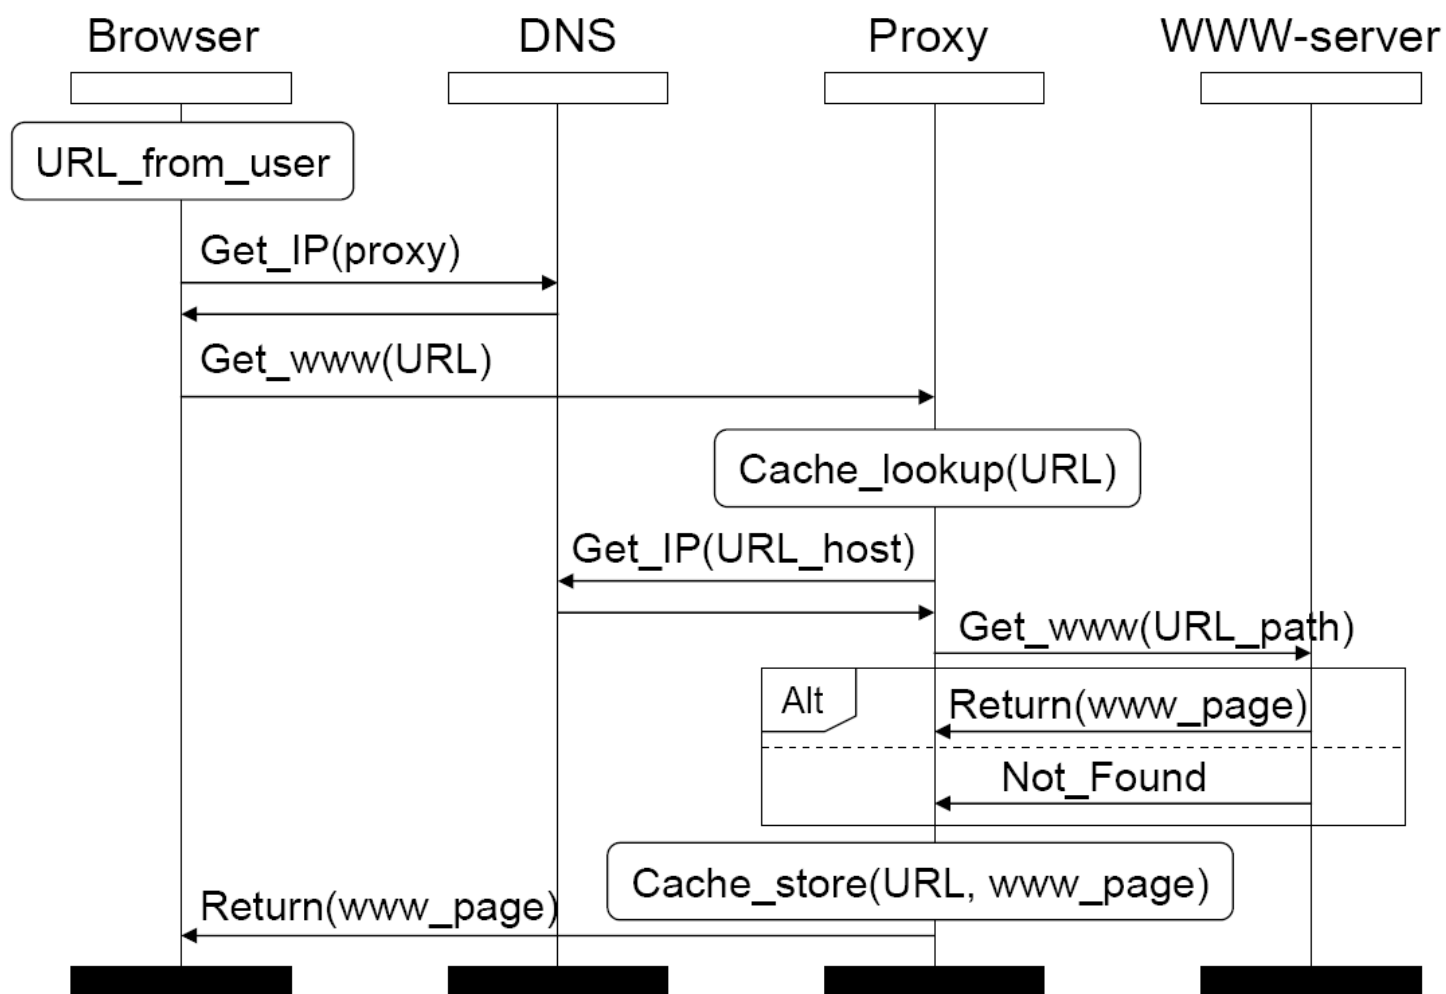 Browser
DNS
Proxy
WWW-server
URL_from_user
Get_IP(proxy)
Get_www(URL)
Cache_lookup(URL)
Get_IP(URL_host)
Get_www(URL_path)
Alt
Return(www_page)
Not_Found
Cache_store(URL, www_page)
Return(www_page)